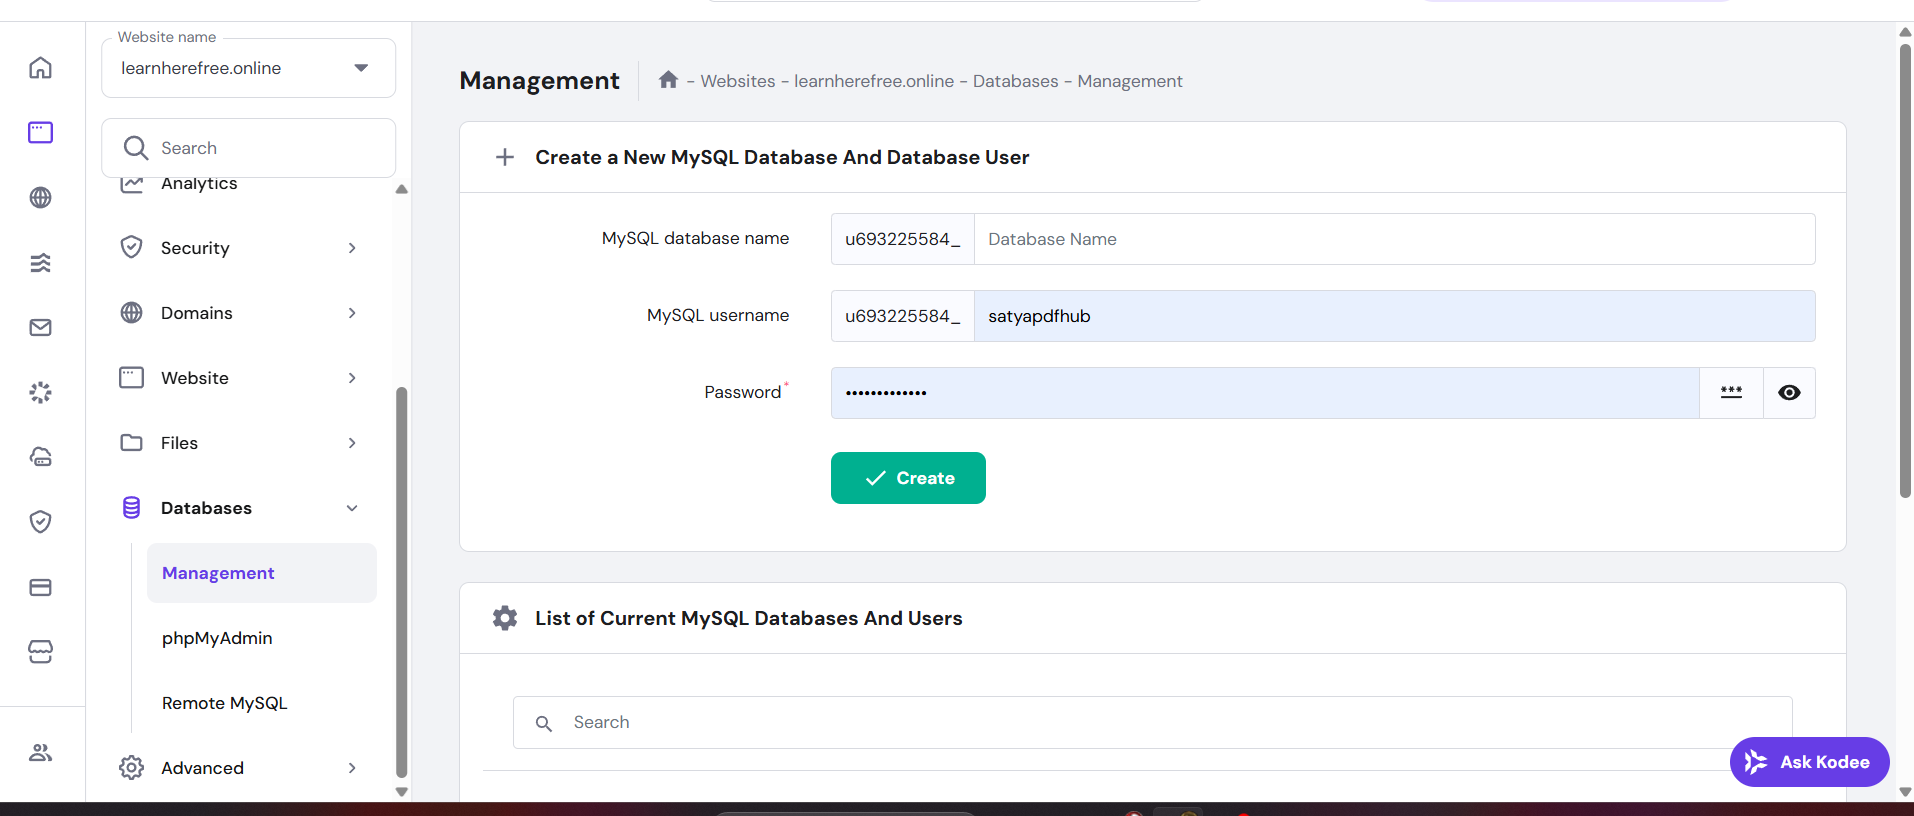 Website name
learnherefree.online
Search
Analytics
Security
Domains
Website
Files
Databases
Management
phpMyAdmin
Remote MySQL
Advanced
Management
- Websites - learnherefree.online - Databases - Management
Create a New MySQL Database And Database User
MySQL database name
u693225584_ Database Name
MySQL username
u693225584_ satyapdfhub
Password*
•••••••••••••
Create
List of Current MySQL Databases And Users
Search
Ask Kodee